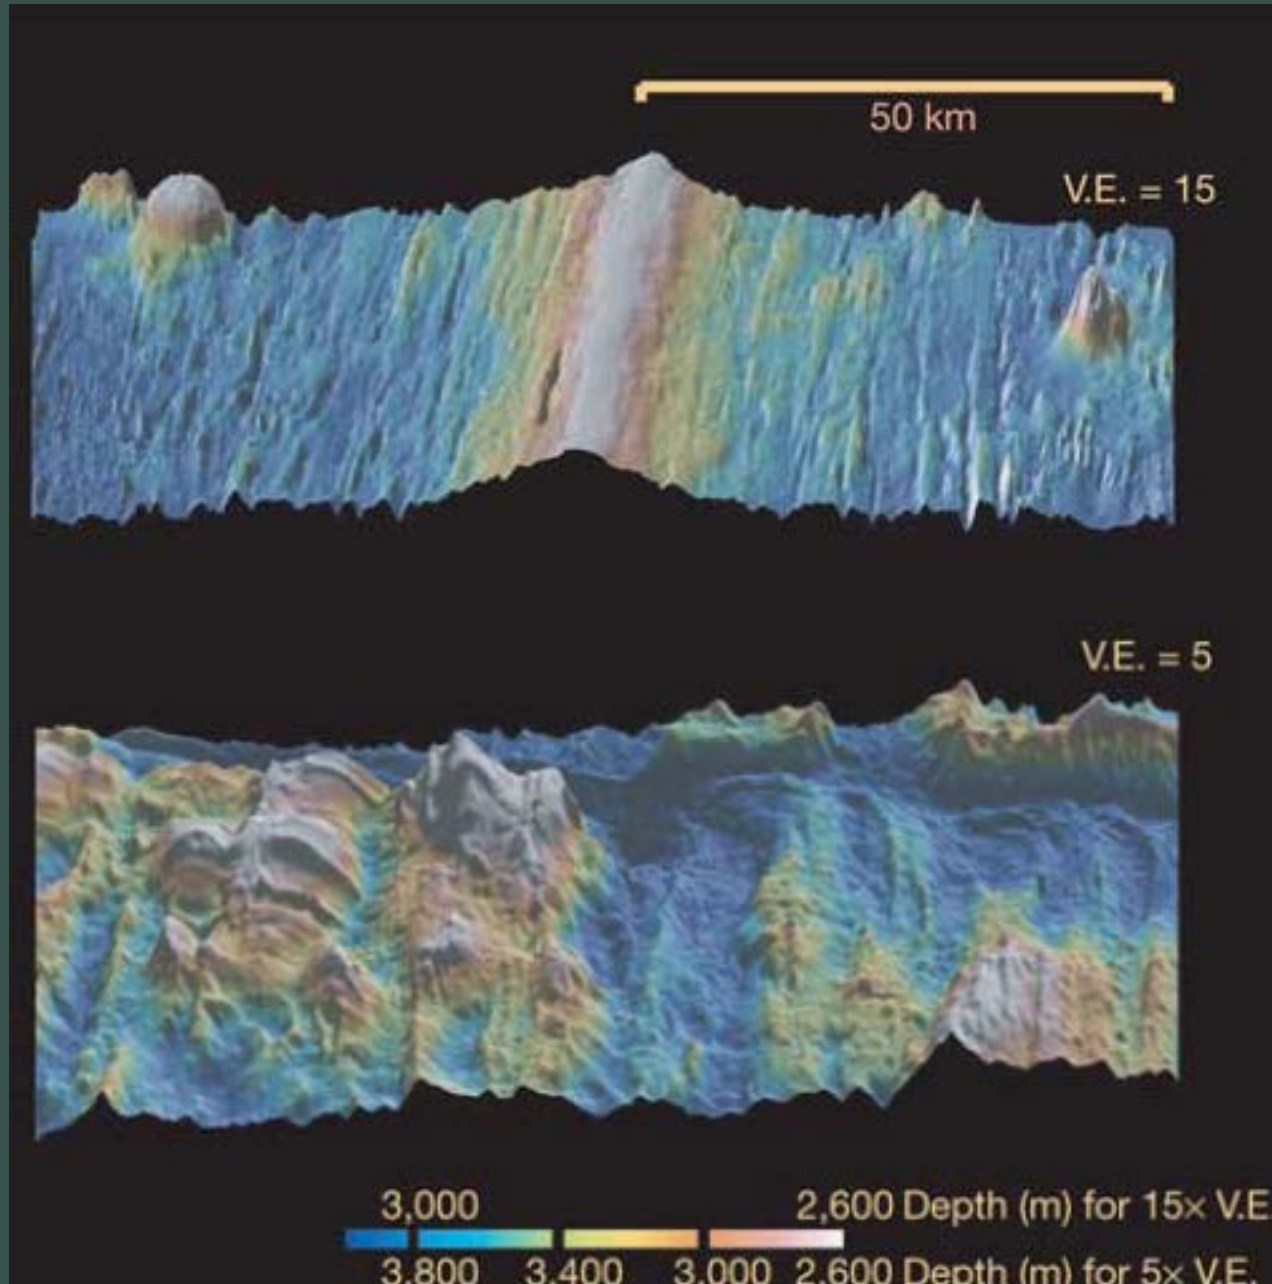 50 km
V.E. = 15
V.E. = 5
3,000 2,600 Depth (m) for 15× V.E.
3,800 3,400 3,000 2,600 Depth (m) for 5× V.E.